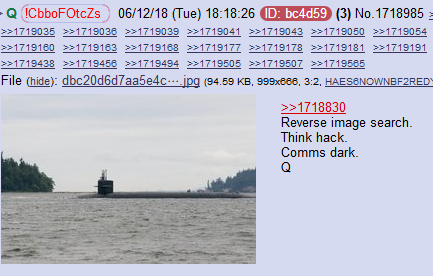 Q !CbboFOtcZs 06/12/18 (Tue) 18:18:26 ID: bc4d59 (3) No.1718985
>>1719035 >>1719036 >>1719039 >>1719041 >>1719043 >>1719050 >>1719054
>>1719160 >>1719163 >>1719168 >>1719177 >>1719178 >>1719181 >>1719191
>>1719438 >>1719456 >>1719494 >>1719505 >>1719507 >>1719565
File (hide): dbc20d6d7aa5e4c⋯.jpg (94.59 KB, 999x666, 3:2, HAES6NOWNBF2REDY
>>1718830
Reverse image search.
Think hack.
Comms dark.
Q